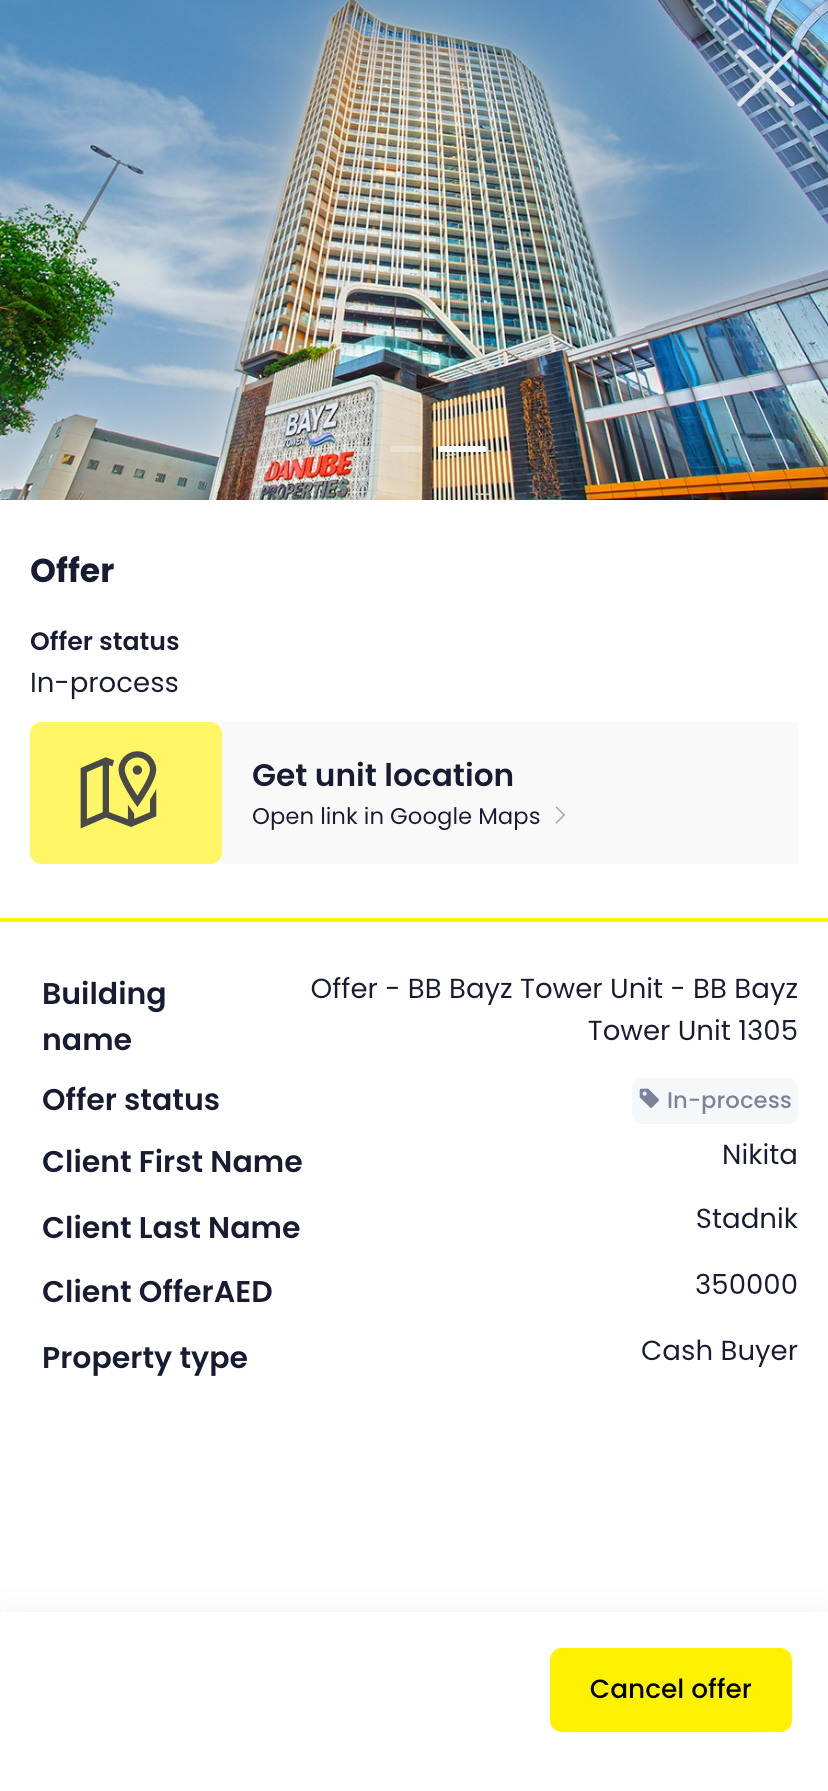 BAYZ
TOWER
DANUBE
PROPERTIES
Offer
Offer status
In-process
Get unit location
Open link in Google Maps
Building name
Offer - BB Bayz Tower Unit - BB Bayz
Tower Unit 1305
Offer status
In-process
Client First Name
Nikita
Client Last Name
Stadnik
Client OfferAED
350000
Property type
Cash Buyer
Cancel offer